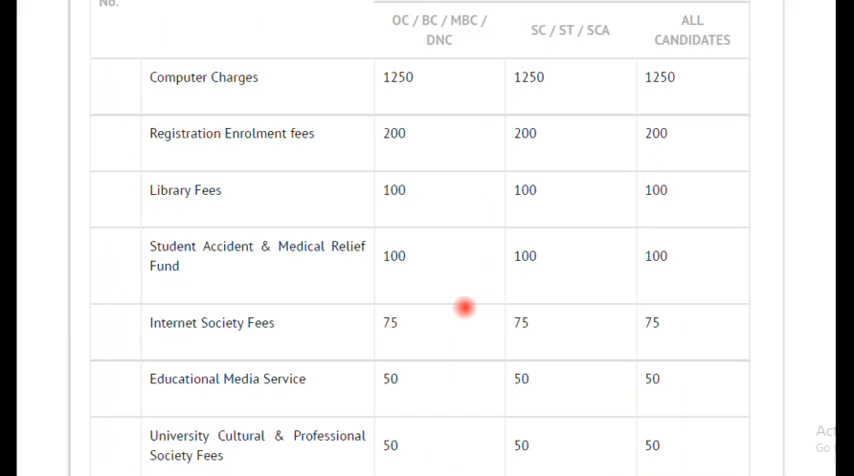 No.
OC / BC / MBC /
DNC
SC / ST / SCA
ALL
CANDIDATES
Computer Charges 1250 1250 1250
Registration Enrolment fees 200 200 200
Library Fees 100 100 100
Student Accident & Medical Relief
Fund 100 100 100
Internet Society Fees 75 75 75
Educational Media Service 50 50 50
University Cultural & Professional
Society Fees 50 50 50
Go